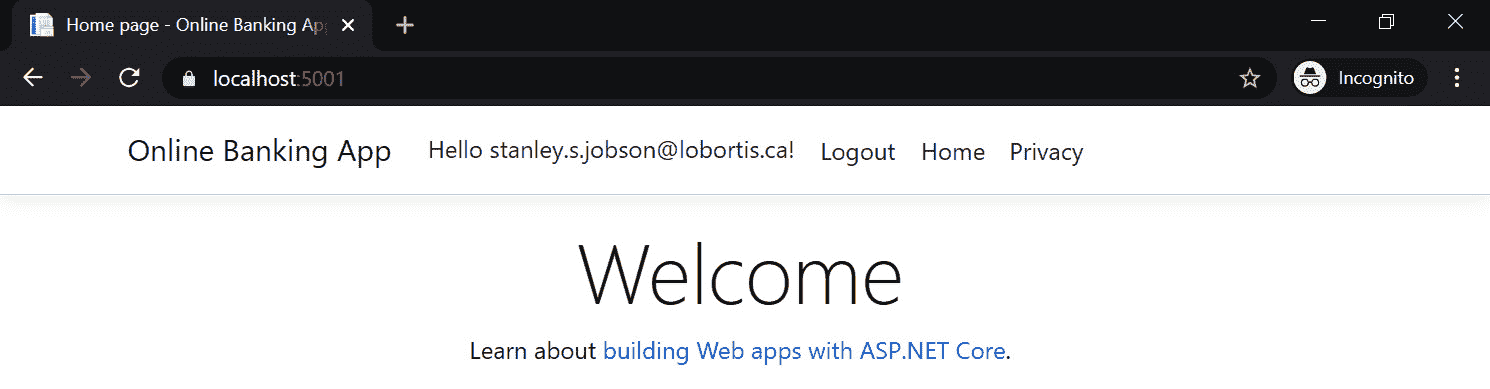 Home page - Online Banking Ap
localhost:5001
Incognito
Online Banking App Hello stanley.s.jobson@lobortis.ca! Logout Home Privacy
Welcome
Learn about building Web apps with ASP.NET Core.